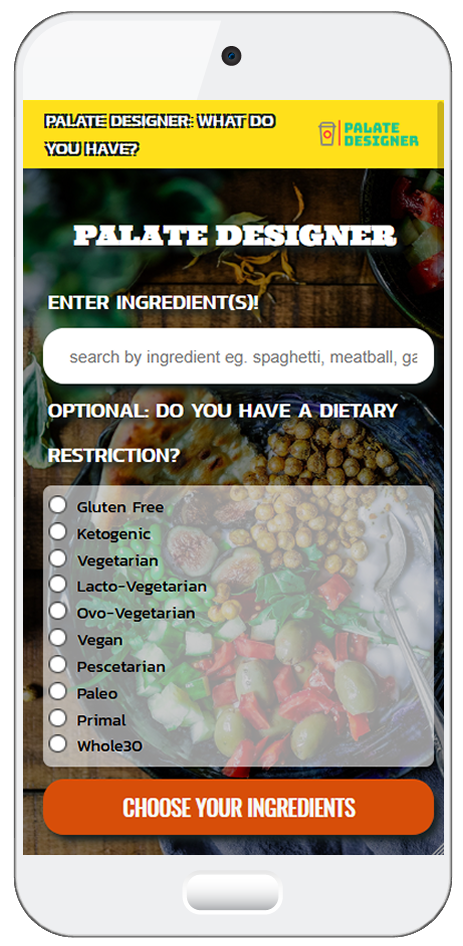 PALATE DESIGNER: WHAT DO
YOU HAVE?
PALATE
DESIGNER
PALATE DESIGNER
ENTER INGREDIENT(S)!
search by ingredient eg. spaghetti, meatball, ga
OPTIONAL: DO YOU HAVE A DIETARY
RESTRICTION?
Gluten Free
Ketogenic
Vegetarian
Lacto-Vegetarian
Ovo-Vegetarian
Vegan
Pescetarian
Paleo
Primal
Whole30
CHOOSE YOUR INGREDIENTS